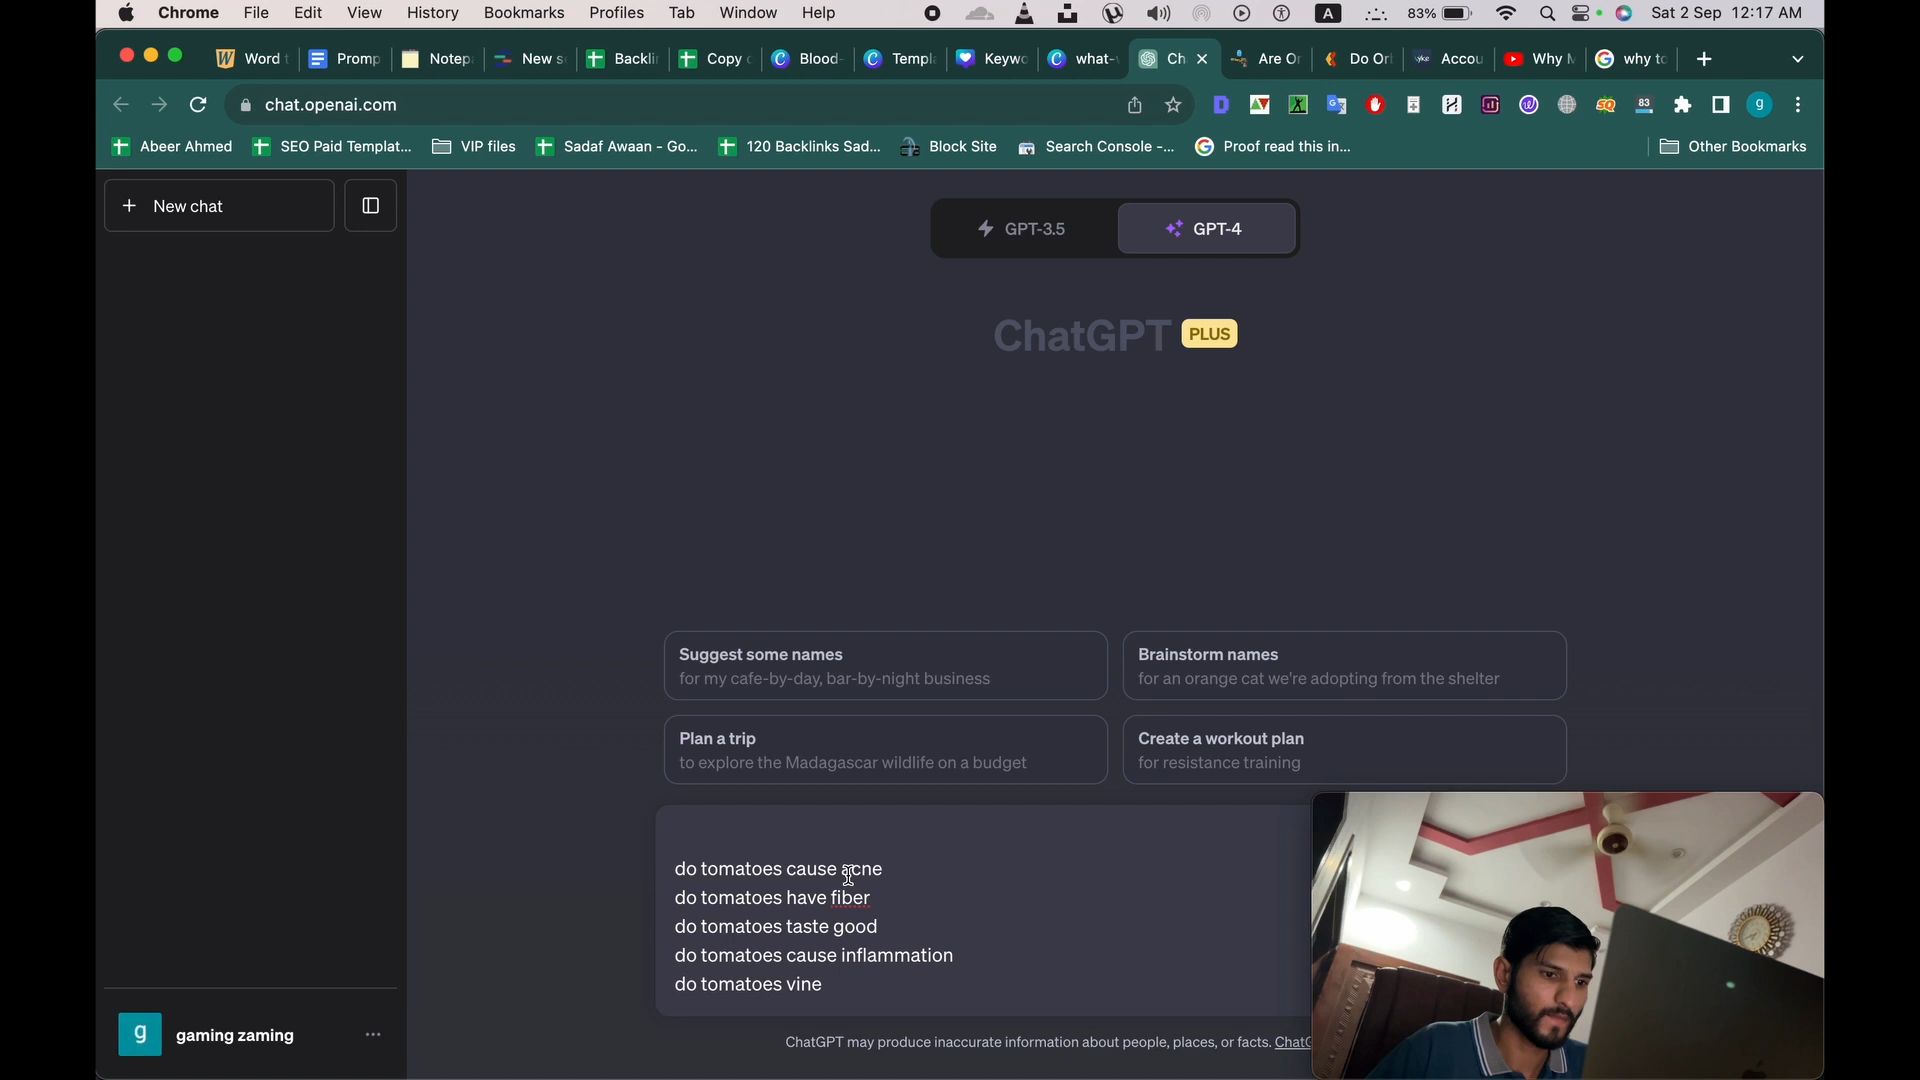 Chrome File Edit View History Bookmarks Profiles Tab Window Help A 83% Sat 2 Sep 12:17 AM
Word t Promp Notep New s Backli Copy o Blood- Templ Keywo what- Ch Are Or Do Or Accou Why M why to
chat.openai.com 83 g
Abeer Ahmed SEO Paid Templat... VIP files Sadaf Awaan - Go... 120 Backlinks Sad... Block Site Search Console -... Proof read this in... Other Bookmarks
New chat
GPT-3.5 GPT-4
ChatGPT PLUS
Suggest some names
for my cafe-by-day, bar-by-night business
Brainstorm names
for an orange cat we're adopting from the shelter
Plan a trip
to explore the Madagascar wildlife on a budget
Create a workout plan
for resistance training
do tomatoes cause acne
do tomatoes have fiber
do tomatoes taste good
do tomatoes cause inflammation
do tomatoes vine
g gaming zaming
ChatGPT may produce inaccurate information about people, places, or facts. ChatG